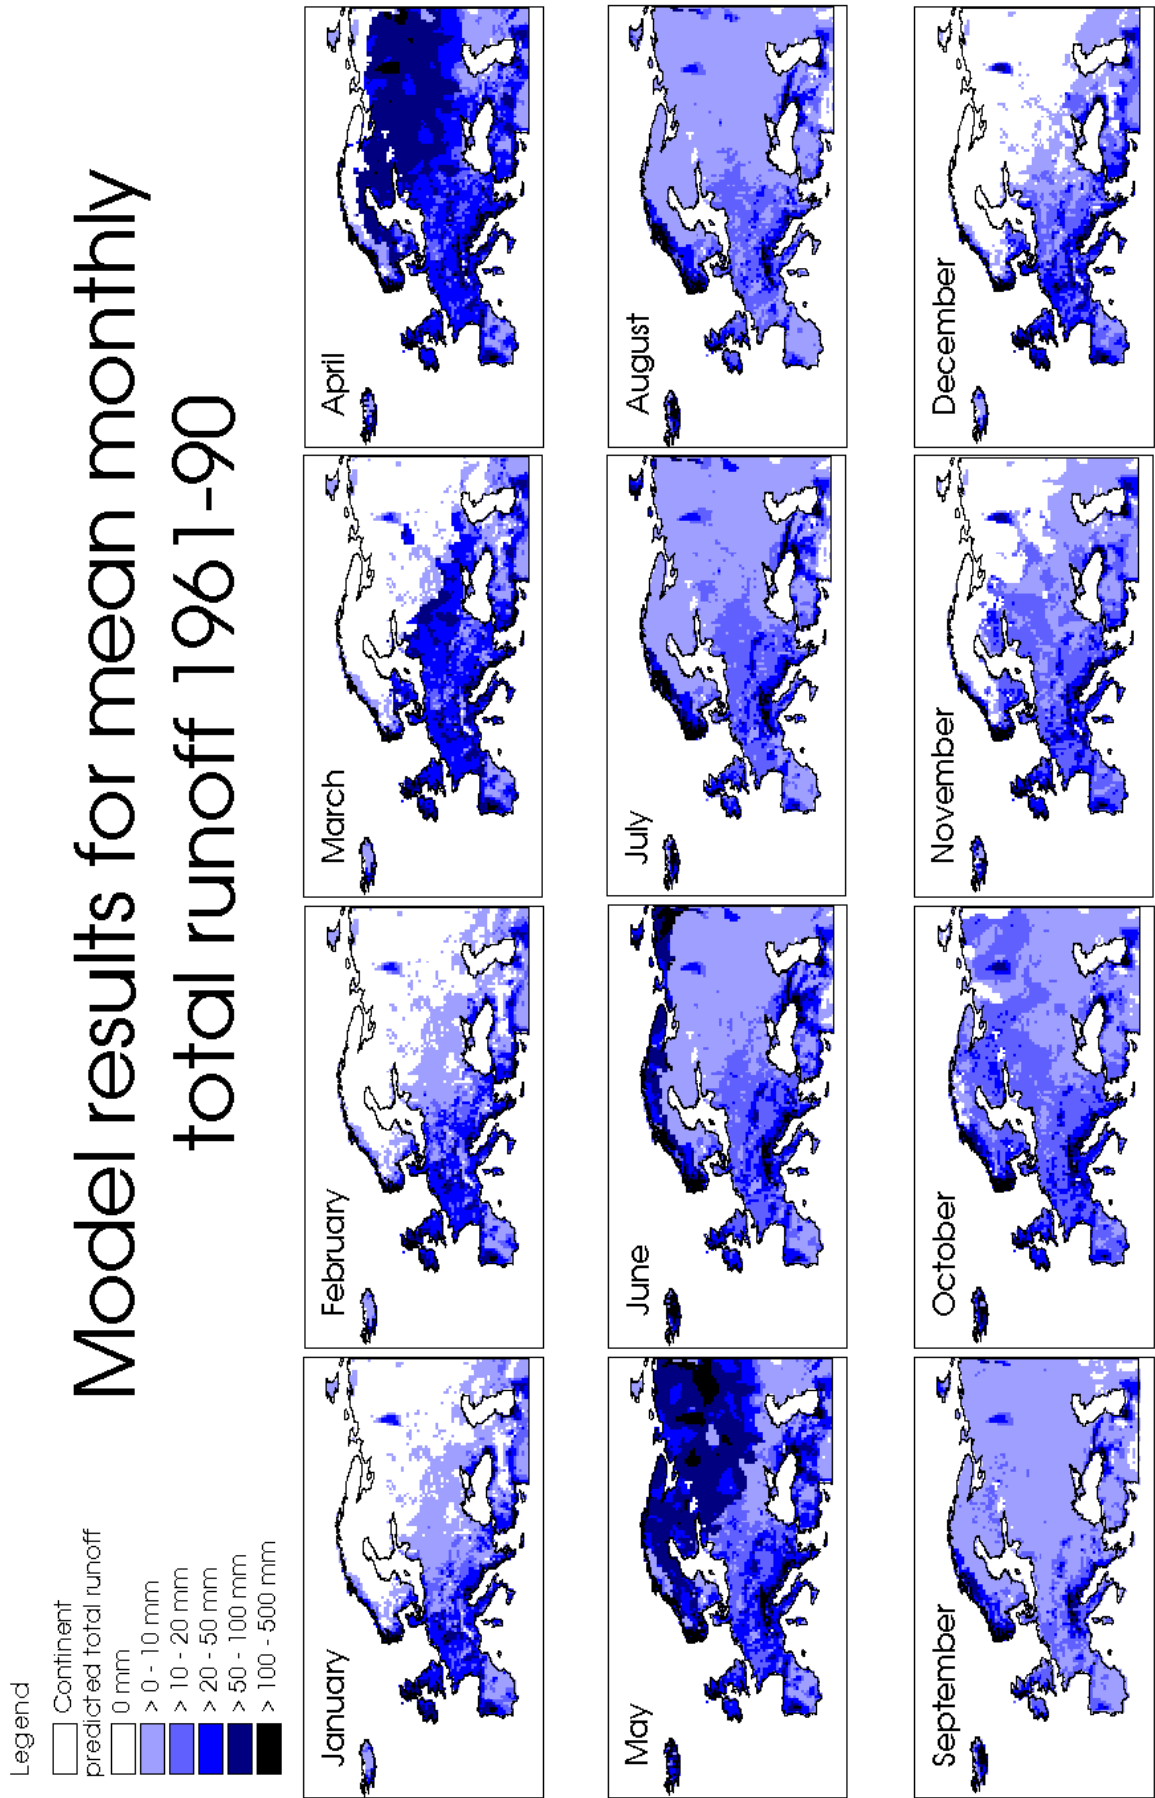 Model results for mean monthly
total runoff 1961-90
Legend
Continent
predicted total runoff
0 mm
> 0 - 10 mm
> 10 - 20 mm
> 20 - 50 mm
> 50 - 100 mm
> 100 - 500 mm
January
February
March
April
May
June
July
August
September
October
November
December